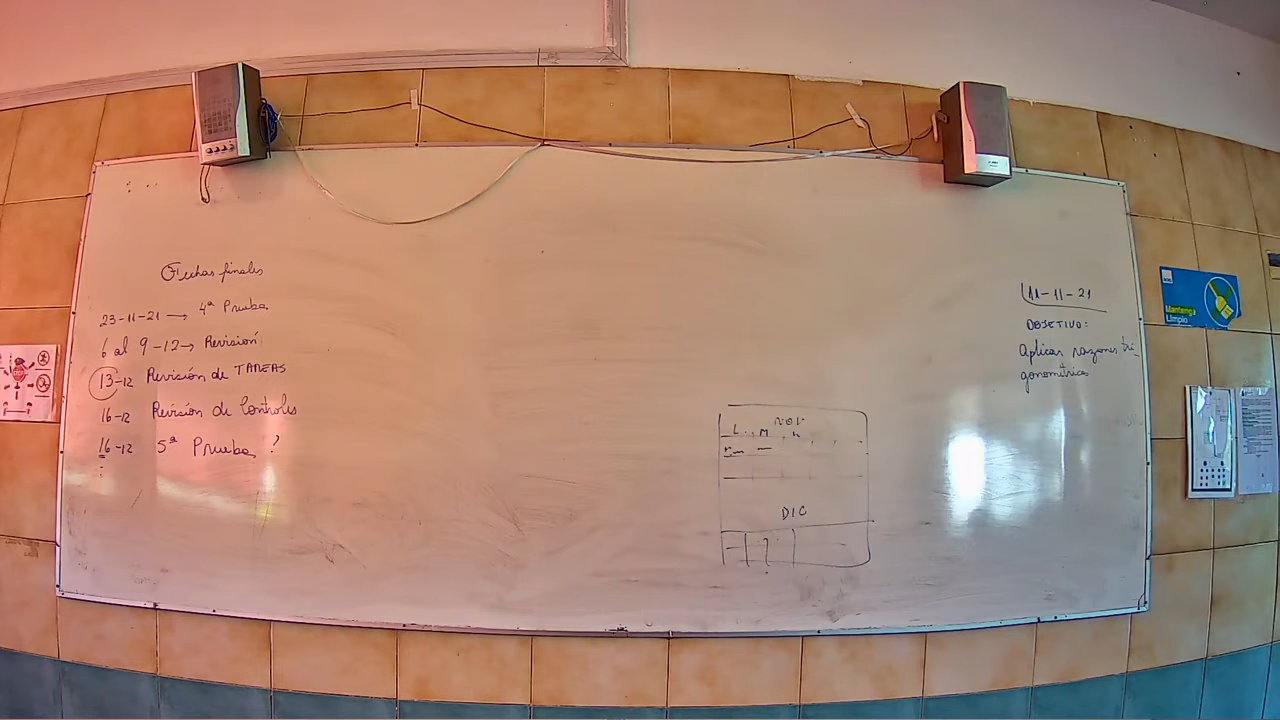 Fechas finales
23-11-21 → 4ª Prueba
6 al 9-12 → Revisión
13-12 Revisión de TAREAS
16-12 Revisión de Controles
16-12 5ª Prueba ?
NOV
L M
DIC
11-11-21
OBJETIVO:
Aplicar razones tri-
gonométricas
Mantenga
Limpio